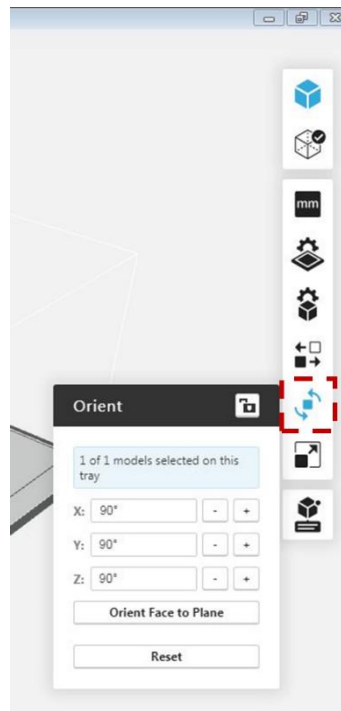 mm
Orient
1 of 1 models selected on this
tray
X: 90° - +
Y: 90° - +
Z: 90° - +
Orient Face to Plane
Reset